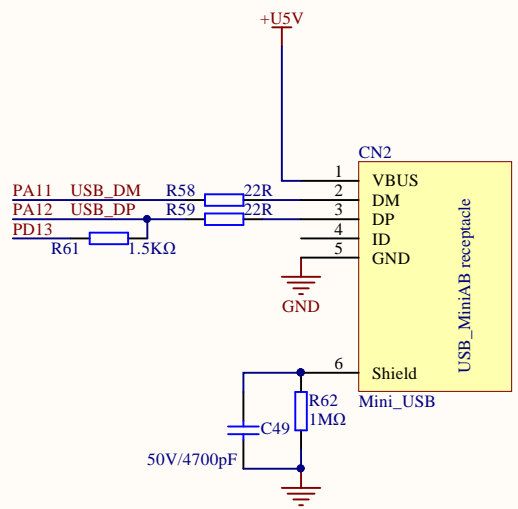 +U5V
CN2
1 VBUS
PA11 USB_DM R58 22R 2 DM
PA12 USB_DP R59 22R 3 DP
PD13 4 ID
R61 1.5KΩ 5 GND
GND
USB_MiniAB receptacle
6 Shield
Mini_USB
R62
1MΩ
C49
50V/4700pF